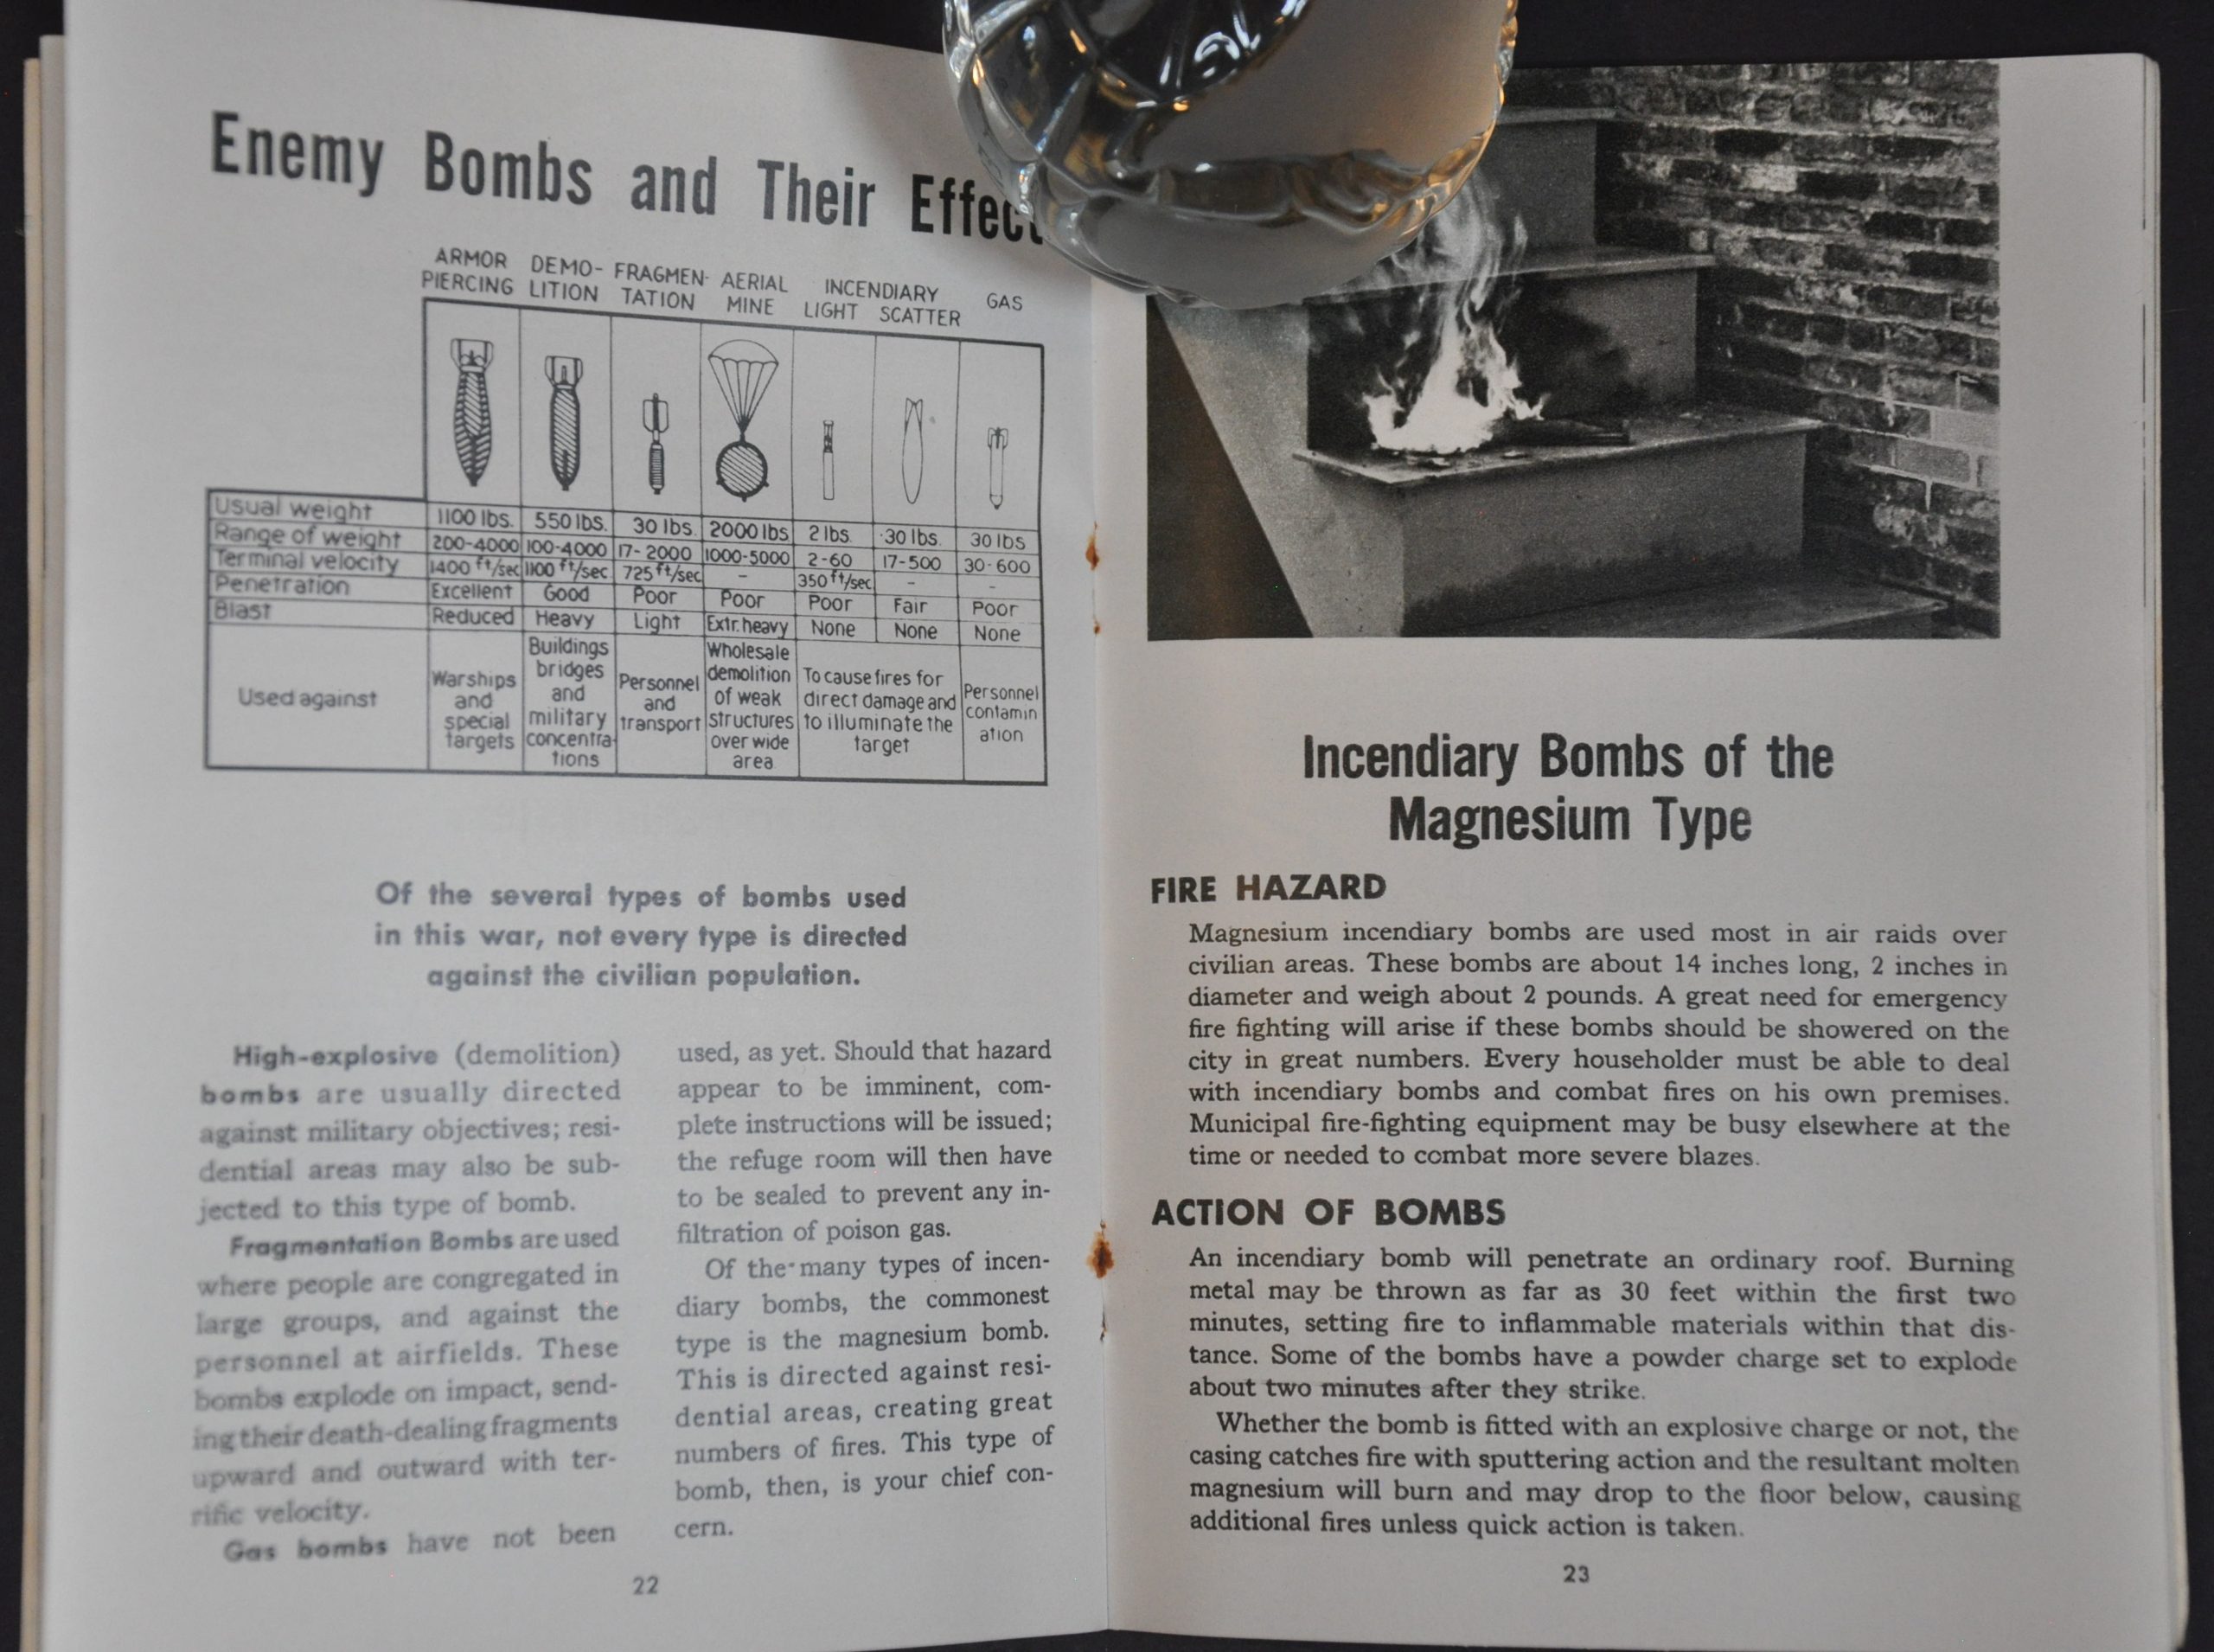 Enemy Bombs and Their Effec
ARMOR PIERCING
DEMO- LITION
FRAGMEN- TATION
AERIAL MINE
INCENDIARY
LIGHT SCATTER
GAS
Usual weight 1100 lbs. 550 lbs. 30 lbs. 2000 lbs 2 lbs. 30 lbs. 30 lbs
Range of weight 200-4000 100-4000 17-2000 1000-5000 2-60 17-500 30-600
Terminal velocity 1400 ft/sec 1100 ft/sec 725 ft/sec - 350 ft/sec - -
Penetration Excellent Good Poor Poor Poor Fair Poor
Blast Reduced Heavy Light Extr. heavy None None None
Used against
Warships
and
special
targets
Buildings
bridges
and
military
concentra-
tions
Personnel
and
transport
Wholesale
demolition
of weak
structures
over wide
area
To cause fires for
direct damage and
to illuminate the
target
Personnel
contamin
ation
Of the several types of bombs used
in this war, not every type is directed
against the civilian population.
High-explosive (demolition)
bombs are usually directed
against military objectives; resi-
dential areas may also be sub-
jected to this type of bomb.
Fragmentation Bombs are used
where people are congregated in
large groups, and against the
personnel at airfields. These
bombs explode on impact, send-
ing their death-dealing fragments
upward and outward with ter-
rific velocity.
Gas bombs have not been
used, as yet. Should that hazard
appear to be imminent, com-
plete instructions will be issued;
the refuge room will then have
to be sealed to prevent any in-
filtration of poison gas.
Of the many types of incen-
diary bombs, the commonest
type is the magnesium bomb.
This is directed against resi-
dential areas, creating great
numbers of fires. This type of
bomb, then, is your chief con-
cern.
22
Incendiary Bombs of the
Magnesium Type
FIRE HAZARD
Magnesium incendiary bombs are used most in air raids over
civilian areas. These bombs are about 14 inches long, 2 inches in
diameter and weigh about 2 pounds. A great need for emergency
fire fighting will arise if these bombs should be showered on the
city in great numbers. Every householder must be able to deal
with incendiary bombs and combat fires on his own premises.
Municipal fire-fighting equipment may be busy elsewhere at the
time or needed to combat more severe blazes.
ACTION OF BOMBS
An incendiary bomb will penetrate an ordinary roof. Burning
metal may be thrown as far as 30 feet within the first two
minutes, setting fire to inflammable materials within that dis-
tance. Some of the bombs have a powder charge set to explode
about two minutes after they strike.
Whether the bomb is fitted with an explosive charge or not, the
casing catches fire with sputtering action and the resultant molten
magnesium will burn and may drop to the floor below, causing
additional fires unless quick action is taken.
23